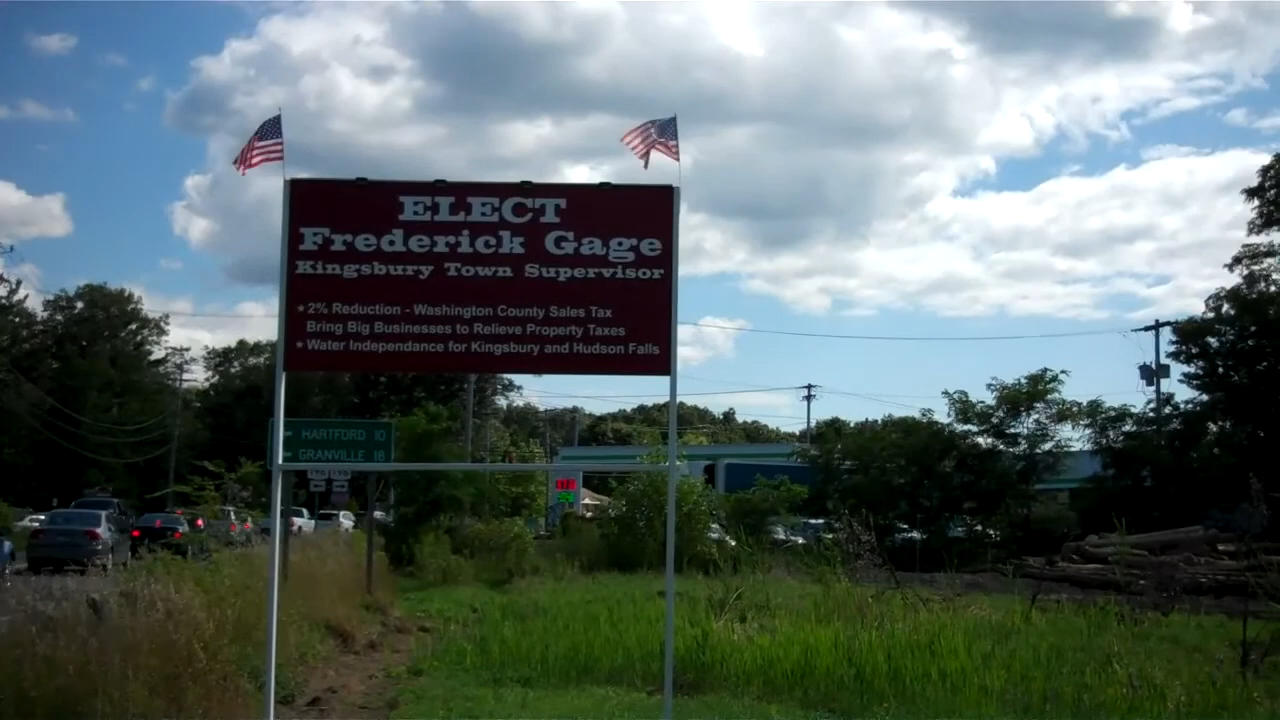 ELECT
Frederick Gage
Kingsbury Town Supervisor
★ 2% Reduction - Washington County Sales Tax
Bring Big Businesses to Relieve Property Taxes
★ Water Independance for Kingsbury and Hudson Falls
HARTFORD 10
GRANVILLE 18